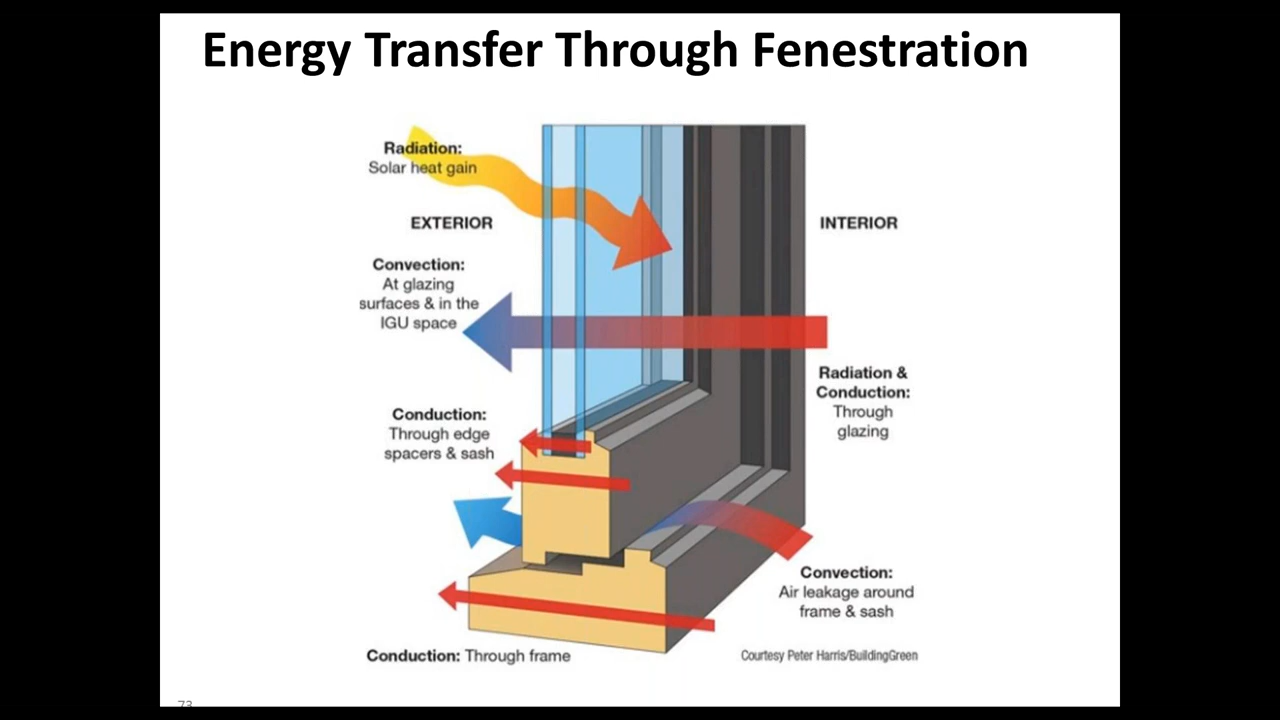 Energy Transfer Through Fenestration
Radiation:
Solar heat gain
EXTERIOR
INTERIOR
Convection:
At glazing
surfaces & in the
IGU space
Radiation &
Conduction:
Through
glazing
Conduction:
Through edge
spacers & sash
Convection:
Air leakage around
frame & sash
Conduction: Through frame
Courtesy Peter Harris/BuildingGreen
73